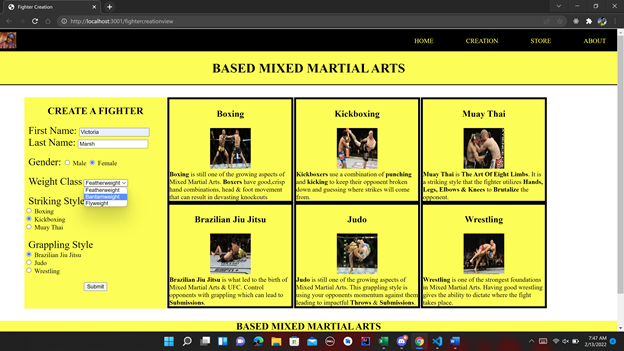 Fighter Creation
http://localhost:3001/fightercreationview
HOME
CREATION
STORE
ABOUT
BASED MIXED MARTIAL ARTS
CREATE A FIGHTER
First Name: Victoria
Last Name: Marsh
Gender: Male Female
Weight Class Featherweight
Featherweight
Bantamweight
Flyweight
Striking Style
Boxing
Kickboxing
Muay Thai
Grappling Style
Brazilian Jiu Jitsu
Judo
Wrestling
Submit
Boxing
Boxing is still one of the growing aspects of
Mixed Martial Arts. Boxers have good,crisp
hand combinations, head & foot movement
that can result in devasting knockouts
Kickboxing
Kickboxers use a combination of punching
and kicking to keep their opponent broken
down and guessing where strikes will come
from.
Muay Thai
Muay Thai is The Art Of Eight Limbs. It is
a striking style that the fighter utilizes Hands,
Legs, Elbows & Knees to Brutalize the
opponent.
Brazilian Jiu Jitsu
Brazilian Jiu Jitsu is what led to the birth of
Mixed Martial Arts & UFC. Control
opponents with grappling which can lead to
Submissions.
Judo
Judo is still one of the growing aspects of
Mixed Martial Arts. This grappling style is
using your opponents momentum against them
leading to impactful Throws & Submissions.
Wrestling
Wrestling is one of the strongest foundations
in Mixed Martial Arts. Having good wrestling
gives the ability to dictate where the fight
takes place.
BASED MIXED MARTIAL ARTS
7:47 AM
2/13/2022